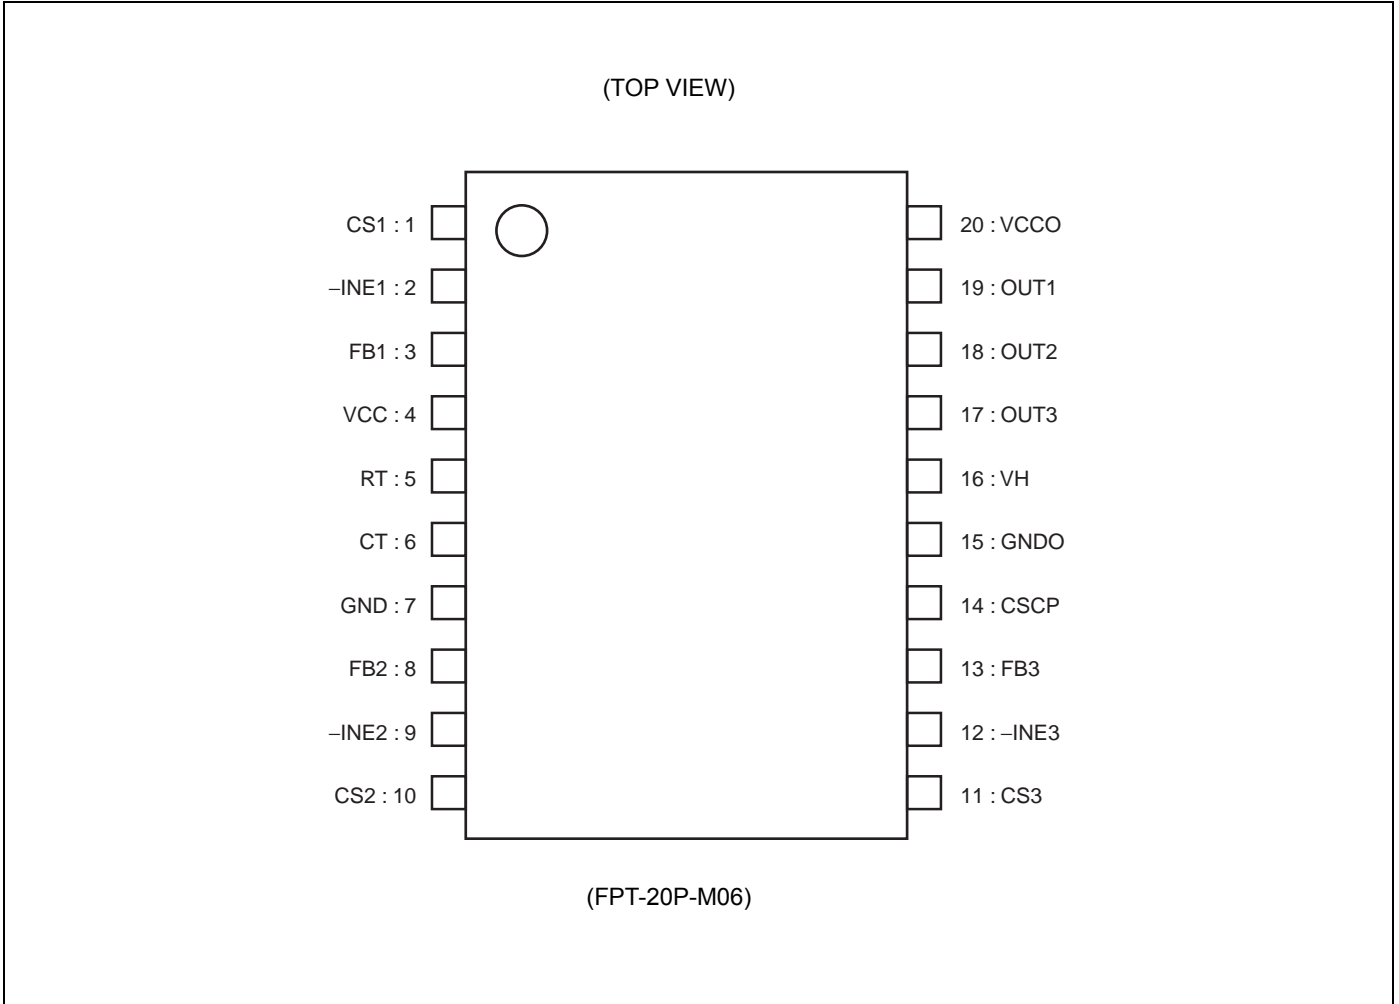 (TOP VIEW)
CS1 : 1
–INE1 : 2
FB1 : 3
VCC : 4
RT : 5
CT : 6
GND : 7
FB2 : 8
–INE2 : 9
CS2 : 10
20 : VCCO
19 : OUT1
18 : OUT2
17 : OUT3
16 : VH
15 : GNDO
14 : CSCP
13 : FB3
12 : –INE3
11 : CS3
(FPT-20P-M06)